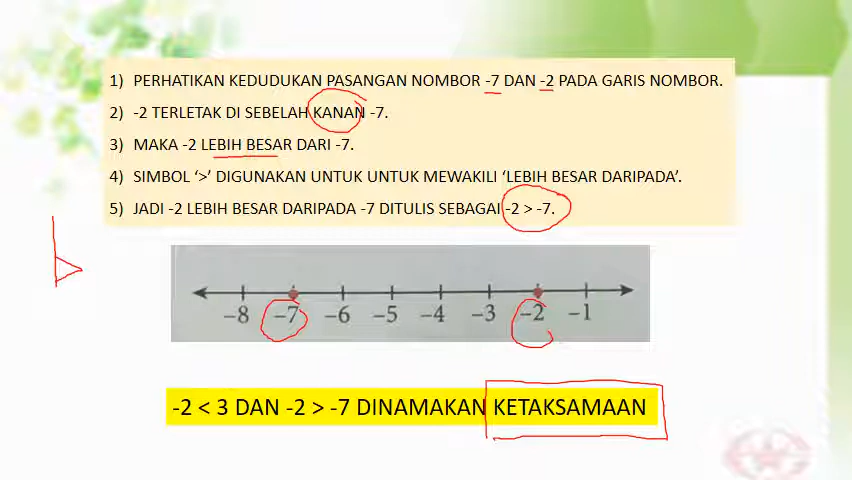 1) PERHATIKAN KEDUDUKAN PASANGAN NOMBOR -7 DAN -2 PADA GARIS NOMBOR.
2) -2 TERLETAK DI SEBELAH KANAN -7.
3) MAKA -2 LEBIH BESAR DARI -7.
4) SIMBOL ‘>’ DIGUNAKAN UNTUK UNTUK MEWAKILI ‘LEBIH BESAR DARIPADA’.
5) JADI -2 LEBIH BESAR DARIPADA -7 DITULIS SEBAGAI -2 > -7.
–8 –7 –6 –5 –4 –3 –2 –1
-2 < 3 DAN -2 > -7 DINAMAKAN KETAKSAMAAN